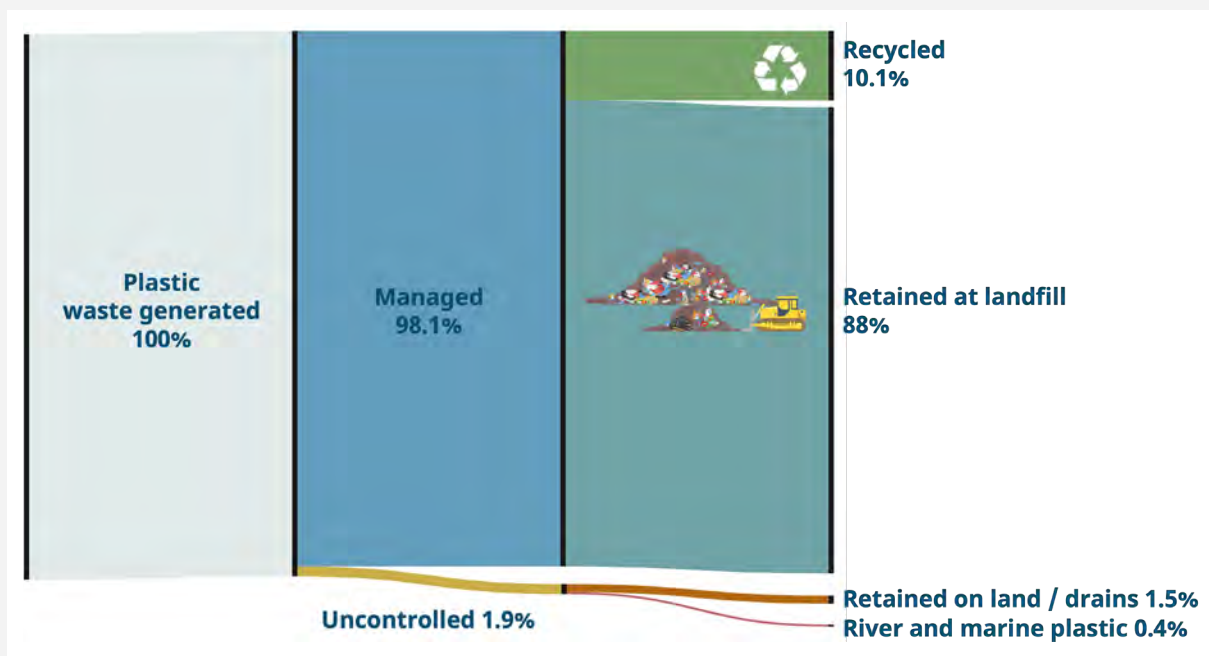 Plastic
waste generated
100%
Managed
98.1%
Uncontrolled 1.9%
Recycled
10.1%
Retained at landfill
88%
Retained on land / drains 1.5%
River and marine plastic 0.4%